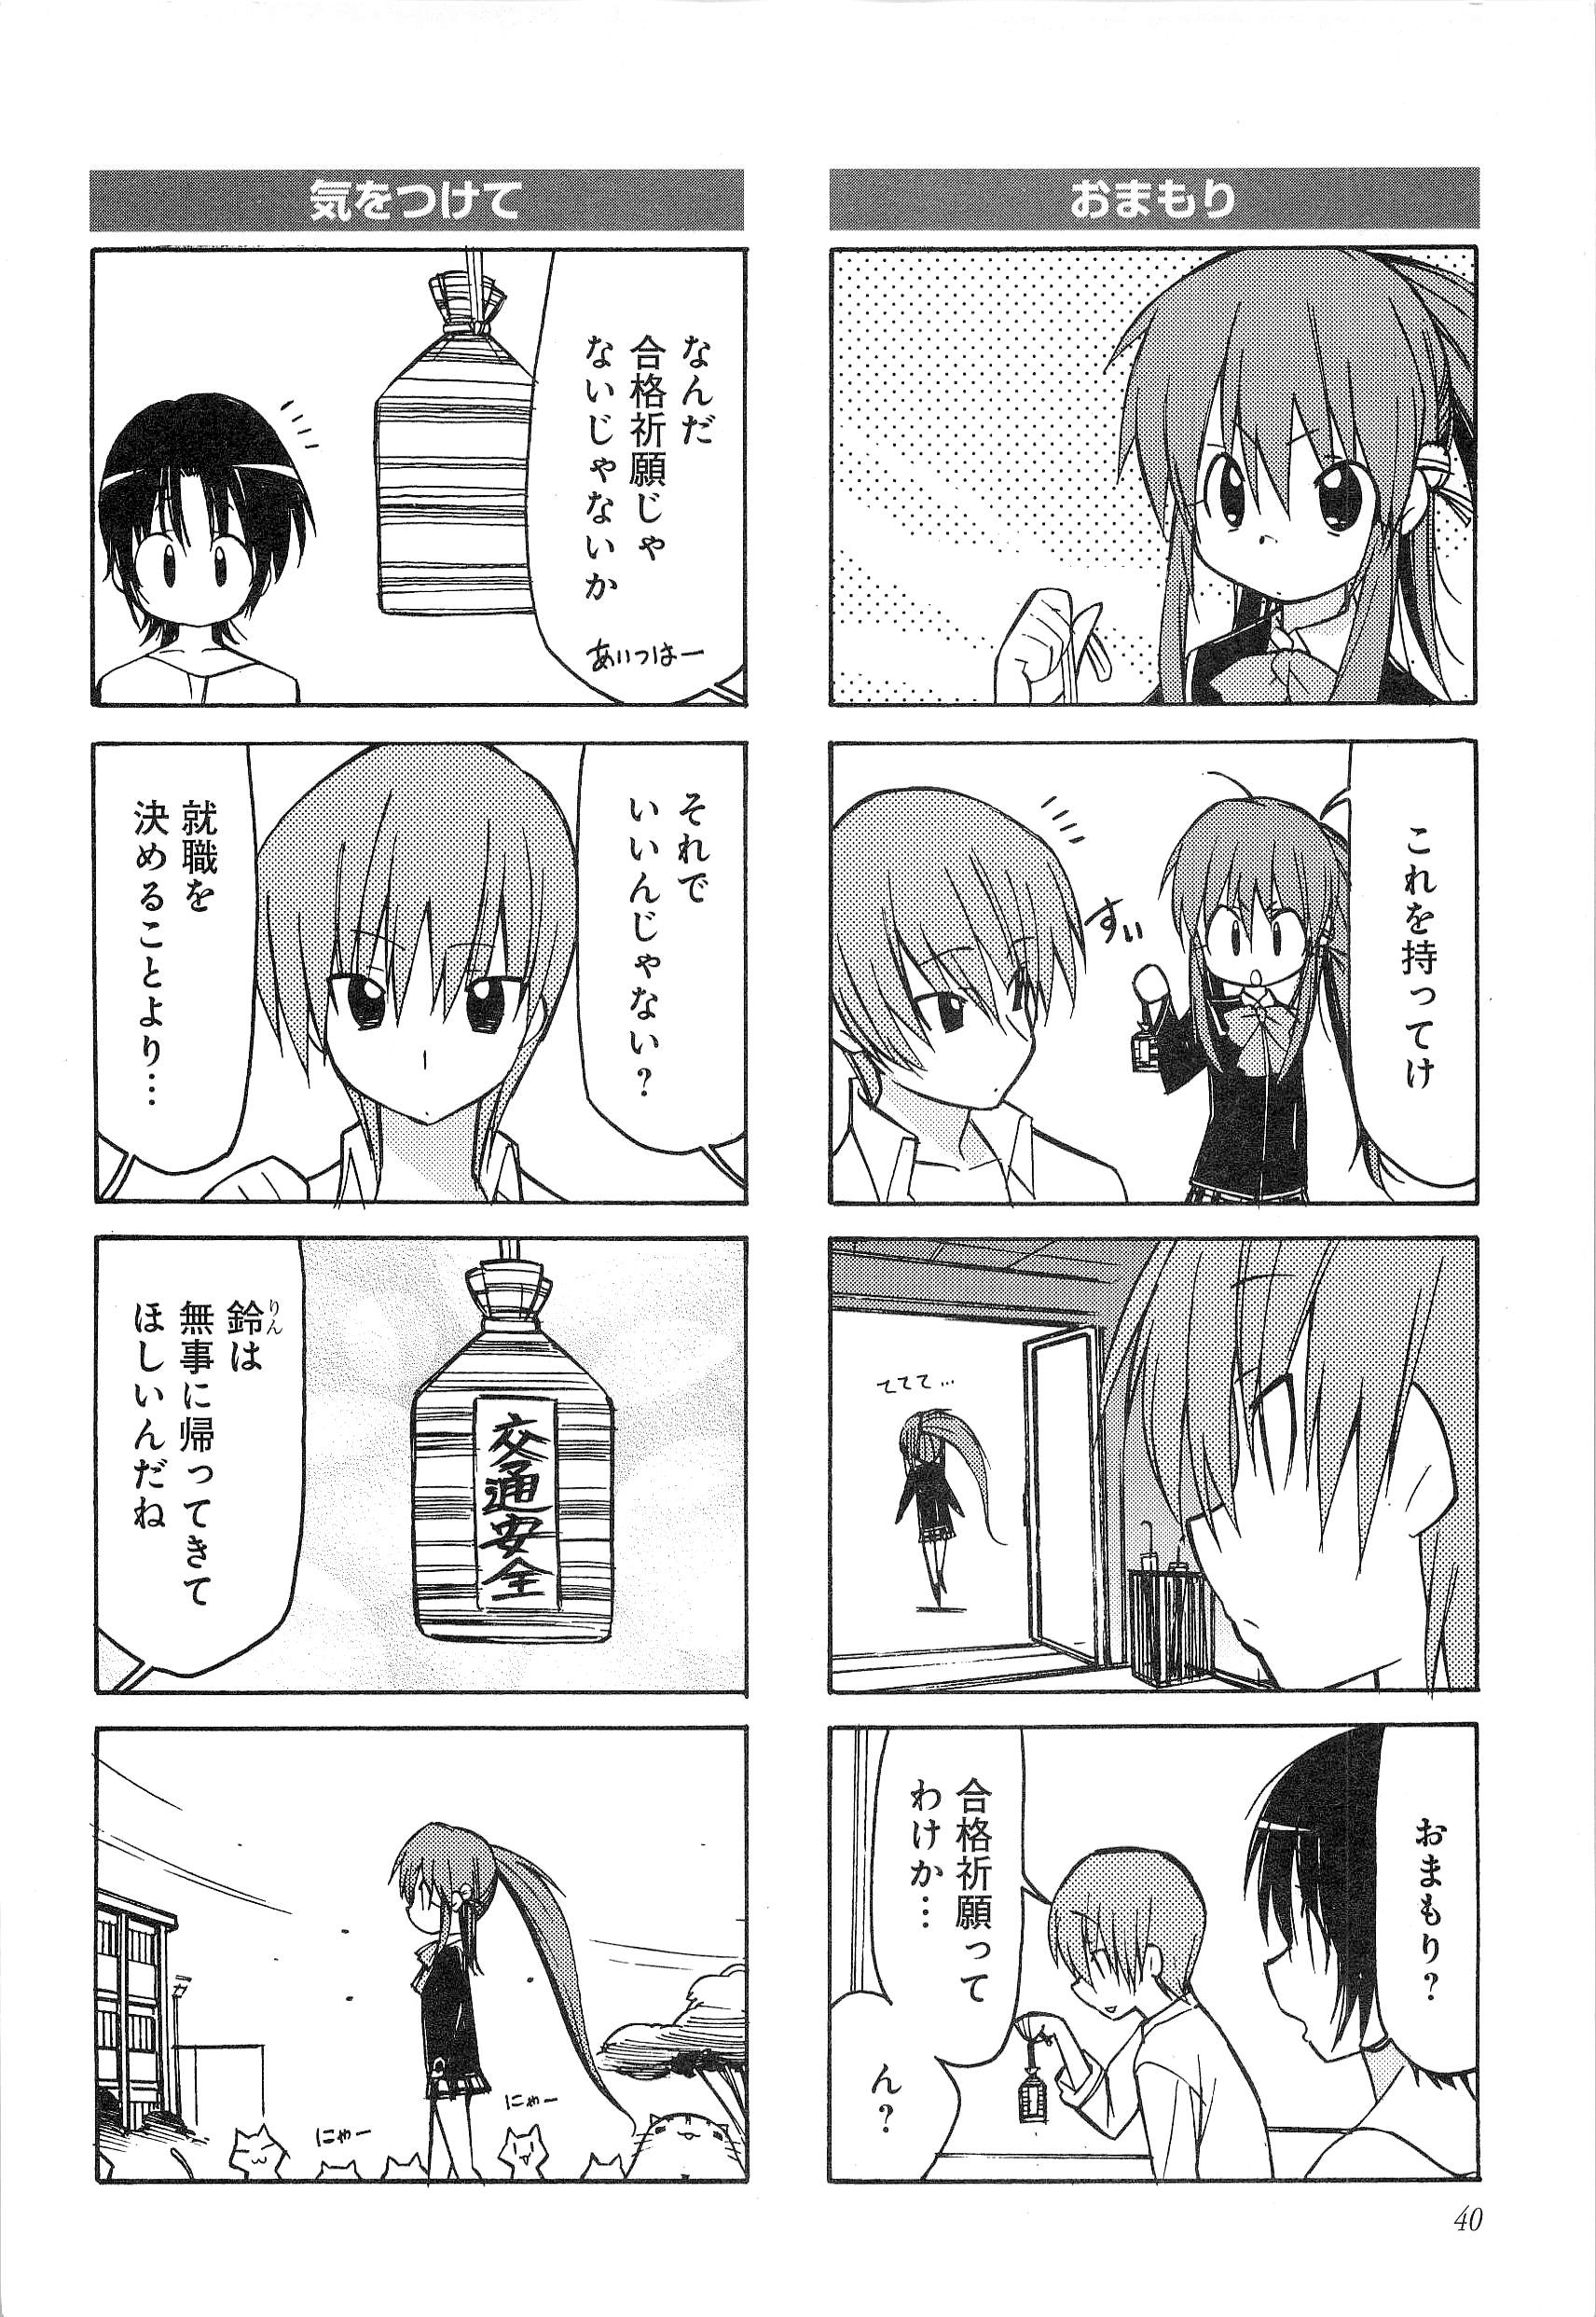 おまもり
これを持ってけ
すい
ててて…
おまもり?
合格祈願って
わけか…
ん?
気をつけて
なんだ
合格祈願じゃ
ないじゃないか
あいつはー
それで
いいんじゃない?
就職を
決めることより…
交通安全
鈴は
りん
無事に帰ってきて
ほしいんだね
にゃー
にゃー
40